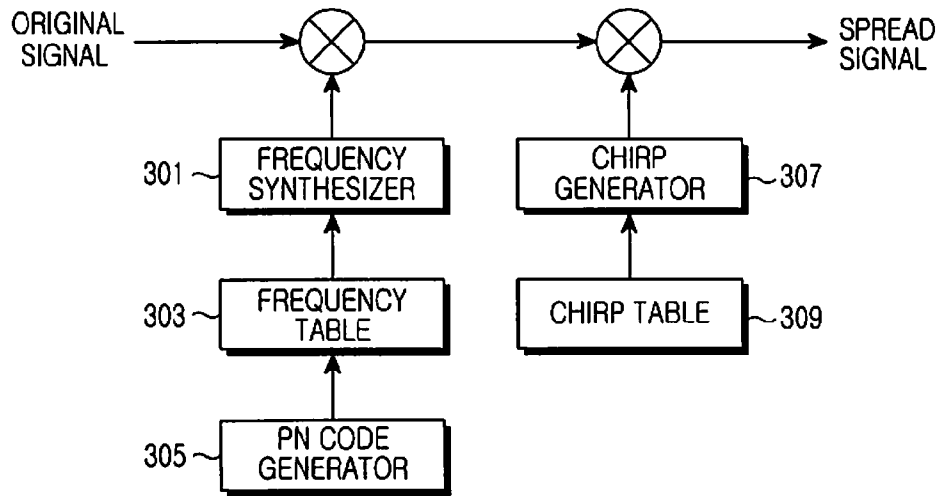 ORIGINAL
SIGNAL
SPREAD
SIGNAL
301
FREQUENCY
SYNTHESIZER
CHIRP
GENERATOR
307
303
FREQUENCY
TABLE
CHIRP TABLE
309
305
PN CODE
GENERATOR